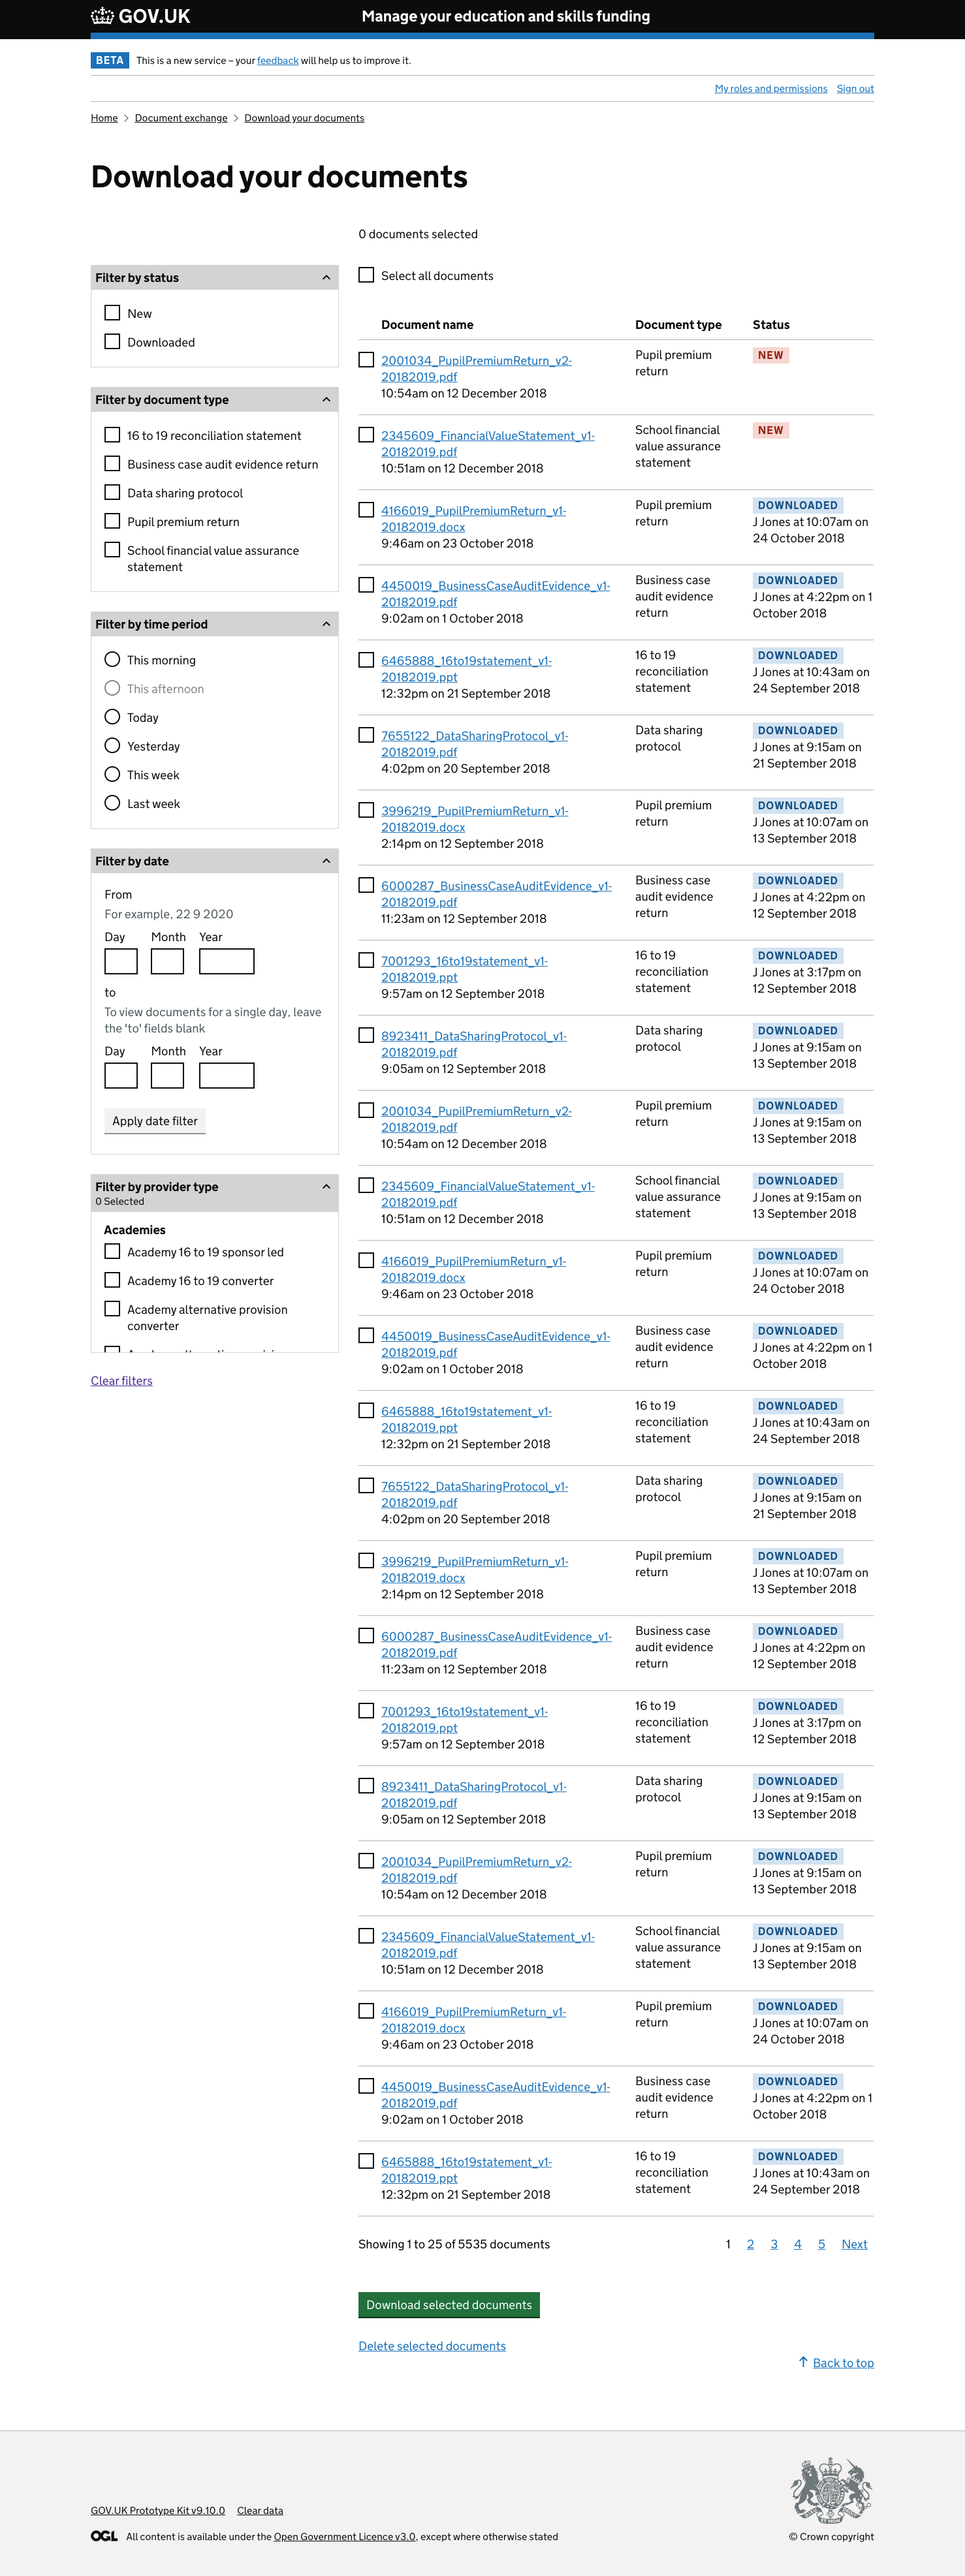 GOV.UK
Manage your education and skills funding
BETA
This is a new service – your feedback will help us to improve it.
My roles and permissions
Sign out
Home
Document exchange
Download your documents
Download your documents
0 documents selected
Filter by status
New
Downloaded
Filter by document type
16 to 19 reconciliation statement
Business case audit evidence return
Data sharing protocol
Pupil premium return
School financial value assurance
statement
Filter by time period
This morning
This afternoon
Today
Yesterday
This week
Last week
Filter by date
From
For example, 22 9 2020
Day Month Year
to
To view documents for a single day, leave
the 'to' fields blank
Day Month Year
Apply date filter
Filter by provider type
0 Selected
Academies
Academy 16 to 19 sponsor led
Academy 16 to 19 converter
Academy alternative provision
converter
Clear filters
Select all documents
Document name
Document type
Status
2001034_PupilPremiumReturn_v2-
20182019.pdf
10:54am on 12 December 2018
Pupil premium
return
NEW
2345609_FinancialValueStatement_v1-
20182019.pdf
10:51am on 12 December 2018
School financial
value assurance
statement
NEW
4166019_PupilPremiumReturn_v1-
20182019.docx
9:46am on 23 October 2018
Pupil premium
return
DOWNLOADED
J Jones at 10:07am on
24 October 2018
4450019_BusinessCaseAuditEvidence_v1-
20182019.pdf
9:02am on 1 October 2018
Business case
audit evidence
return
DOWNLOADED
J Jones at 4:22pm on 1
October 2018
6465888_16to19statement_v1-
20182019.ppt
12:32pm on 21 September 2018
16 to 19
reconciliation
statement
DOWNLOADED
J Jones at 10:43am on
24 September 2018
7655122_DataSharingProtocol_v1-
20182019.pdf
4:02pm on 20 September 2018
Data sharing
protocol
DOWNLOADED
J Jones at 9:15am on
21 September 2018
3996219_PupilPremiumReturn_v1-
20182019.docx
2:14pm on 12 September 2018
Pupil premium
return
DOWNLOADED
J Jones at 10:07am on
13 September 2018
6000287_BusinessCaseAuditEvidence_v1-
20182019.pdf
11:23am on 12 September 2018
Business case
audit evidence
return
DOWNLOADED
J Jones at 4:22pm on
12 September 2018
7001293_16to19statement_v1-
20182019.ppt
9:57am on 12 September 2018
16 to 19
reconciliation
statement
DOWNLOADED
J Jones at 3:17pm on
12 September 2018
8923411_DataSharingProtocol_v1-
20182019.pdf
9:05am on 12 September 2018
Data sharing
protocol
DOWNLOADED
J Jones at 9:15am on
13 September 2018
2001034_PupilPremiumReturn_v2-
20182019.pdf
10:54am on 12 December 2018
Pupil premium
return
DOWNLOADED
J Jones at 9:15am on
13 September 2018
2345609_FinancialValueStatement_v1-
20182019.pdf
10:51am on 12 December 2018
School financial
value assurance
statement
DOWNLOADED
J Jones at 9:15am on
13 September 2018
4166019_PupilPremiumReturn_v1-
20182019.docx
9:46am on 23 October 2018
Pupil premium
return
DOWNLOADED
J Jones at 10:07am on
24 October 2018
4450019_BusinessCaseAuditEvidence_v1-
20182019.pdf
9:02am on 1 October 2018
Business case
audit evidence
return
DOWNLOADED
J Jones at 4:22pm on 1
October 2018
6465888_16to19statement_v1-
20182019.ppt
12:32pm on 21 September 2018
16 to 19
reconciliation
statement
DOWNLOADED
J Jones at 10:43am on
24 September 2018
7655122_DataSharingProtocol_v1-
20182019.pdf
4:02pm on 20 September 2018
Data sharing
protocol
DOWNLOADED
J Jones at 9:15am on
21 September 2018
3996219_PupilPremiumReturn_v1-
20182019.docx
2:14pm on 12 September 2018
Pupil premium
return
DOWNLOADED
J Jones at 10:07am on
13 September 2018
6000287_BusinessCaseAuditEvidence_v1-
20182019.pdf
11:23am on 12 September 2018
Business case
audit evidence
return
DOWNLOADED
J Jones at 4:22pm on
12 September 2018
7001293_16to19statement_v1-
20182019.ppt
9:57am on 12 September 2018
16 to 19
reconciliation
statement
DOWNLOADED
J Jones at 3:17pm on
12 September 2018
8923411_DataSharingProtocol_v1-
20182019.pdf
9:05am on 12 September 2018
Data sharing
protocol
DOWNLOADED
J Jones at 9:15am on
13 September 2018
2001034_PupilPremiumReturn_v2-
20182019.pdf
10:54am on 12 December 2018
Pupil premium
return
DOWNLOADED
J Jones at 9:15am on
13 September 2018
2345609_FinancialValueStatement_v1-
20182019.pdf
10:51am on 12 December 2018
School financial
value assurance
statement
DOWNLOADED
J Jones at 9:15am on
13 September 2018
4166019_PupilPremiumReturn_v1-
20182019.docx
9:46am on 23 October 2018
Pupil premium
return
DOWNLOADED
J Jones at 10:07am on
24 October 2018
4450019_BusinessCaseAuditEvidence_v1-
20182019.pdf
9:02am on 1 October 2018
Business case
audit evidence
return
DOWNLOADED
J Jones at 4:22pm on 1
October 2018
6465888_16to19statement_v1-
20182019.ppt
12:32pm on 21 September 2018
16 to 19
reconciliation
statement
DOWNLOADED
J Jones at 10:43am on
24 September 2018
Showing 1 to 25 of 5535 documents
1 2 3 4 5 Next
Download selected documents
Delete selected documents
Back to top
GOV.UK Prototype Kit v9.10.0
Clear data
OGL
All content is available under the Open Government Licence v3.0, except where otherwise stated
© Crown copyright